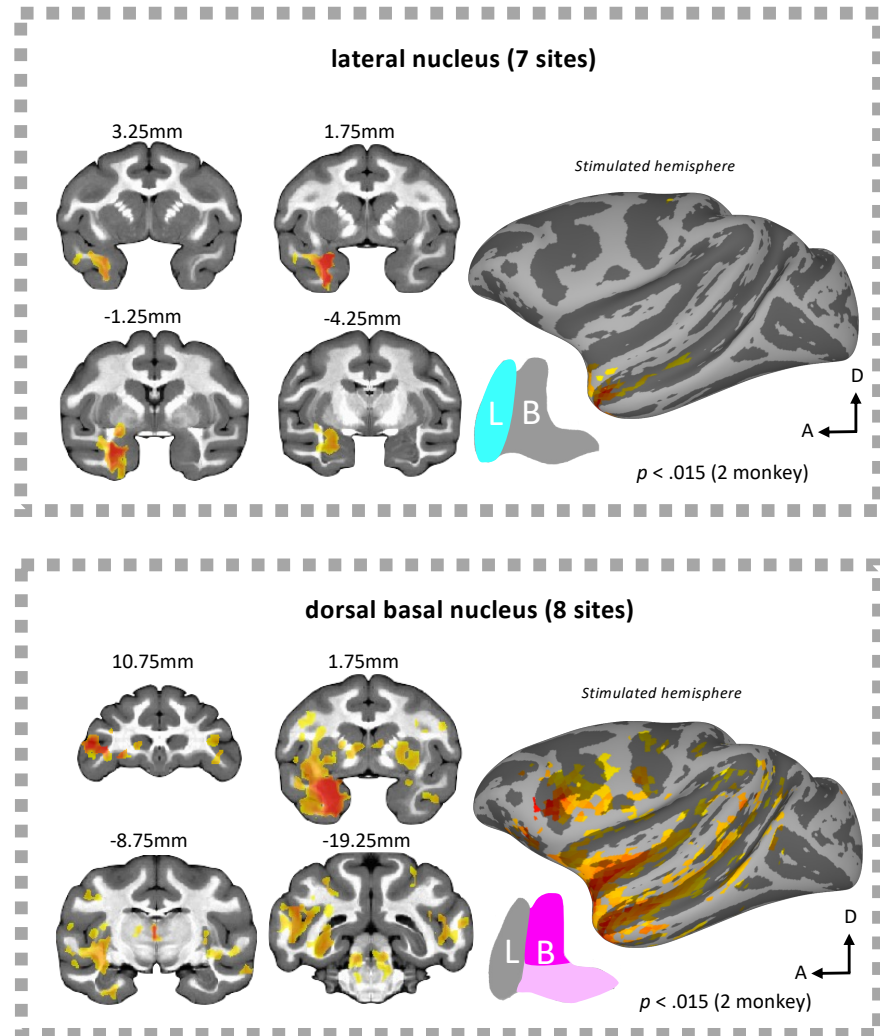 lateral nucleus (7 sites)
3.25mm
1.75mm
Stimulated hemisphere
-1.25mm
-4.25mm
L B
D
A
p < .015 (2 monkey)
dorsal basal nucleus (8 sites)
10.75mm
1.75mm
Stimulated hemisphere
-8.75mm
-19.25mm
L B
D
A
p < .015 (2 monkey)